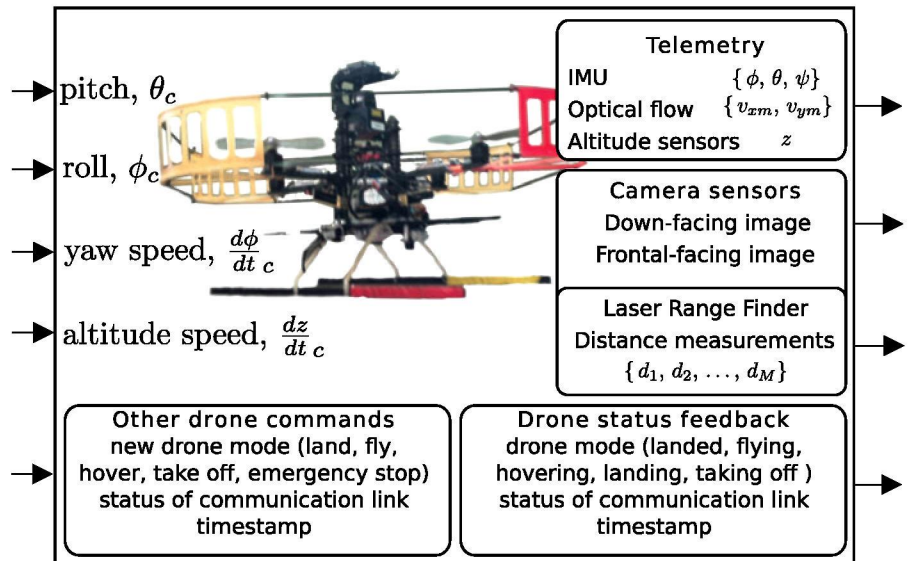 pitch, θc
roll, ϕc
yaw speed, dϕ/dt c
altitude speed, dz/dt c
Telemetry
IMU {ϕ, θ, ψ}
Optical flow {vxm, vym}
Altitude sensors z
Camera sensors
Down-facing image
Frontal-facing image
Laser Range Finder
Distance measurements
{d1, d2, ..., dM}
Other drone commands
new drone mode (land, fly,
hover, take off, emergency stop)
status of communication link
timestamp
Drone status feedback
drone mode (landed, flying,
hovering, landing, taking off )
status of communication link
timestamp